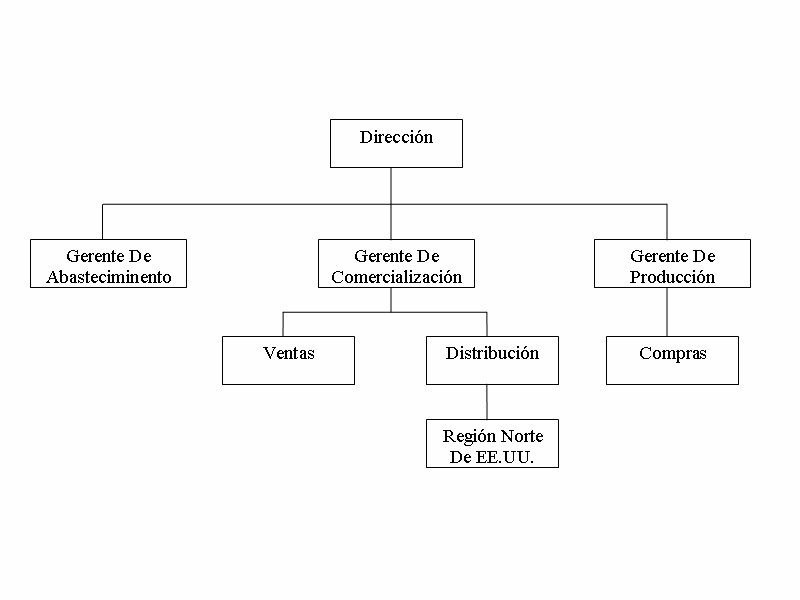 Dirección
Gerente De
Abasteciminento
Gerente De
Comercialización
Gerente De
Producción
Ventas
Distribución
Compras
Región Norte
De EE.UU.